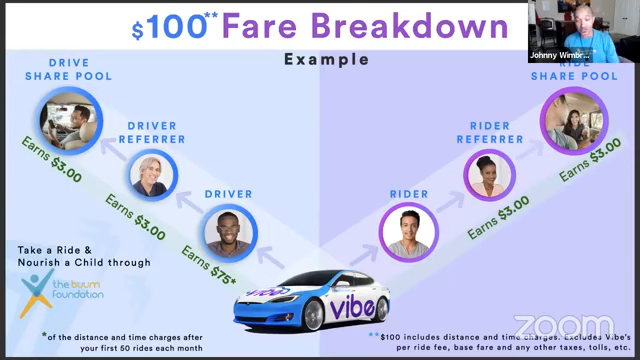 $100** Fare Breakdown
Example
Johnny Wimbr...
DRIVE
SHARE POOL
RIDE
SHARE POOL
DRIVER
REFERRER
RIDER
REFERRER
Earns $3.00
Earns $3.00
DRIVER
RIDER
Earns $3.00
Earns $3.00
Earns $75*
Take a Ride &
Nourish a Child through
the buum
foundation
vibe
vibe
zoom
*of the distance and time charges after
your first 50 rides each month
**$100 includes distance and time charges. Excludes Vibe's
per ride fee, base fare and any other taxes, tolls, etc.